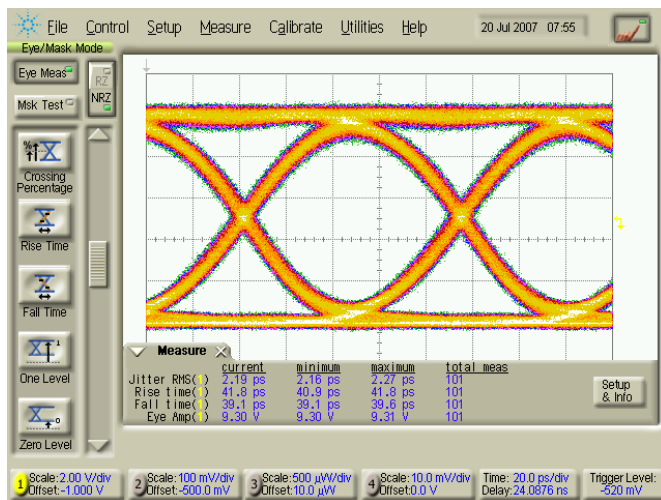 File Control Setup Measure Calibrate Utilities Help 20 Jul 2007 07:55
Eye/Mask Mode
Eye Meas
RZ
NRZ
Msk Test
Crossing
Percentage
Rise Time
Fall Time
One Level
Zero Level
Measure
current minimum maximum total meas
Jitter RMS(1) 2.19 ps 2.16 ps 2.27 ps 101
Rise time(1) 41.8 ps 40.9 ps 41.8 ps 101
Fall time(1) 39.1 ps 39.1 ps 39.6 ps 101
Eye Amp(1) 9.30 V 9.30 V 9.31 V 101
Setup
& Info
1 Scale:2.00 V/div
Offset:-1.000 V
2 Scale:100 mV/div
Offset:-500.0 mV
3 Scale:500 µW/div
Offset:10.0 µW
4 Scale:10.0 mV/div
Offset:0.0 V
Time: 20.0 ps/div
Delay:24.0876 ns
Trigger Level:
-520 mV